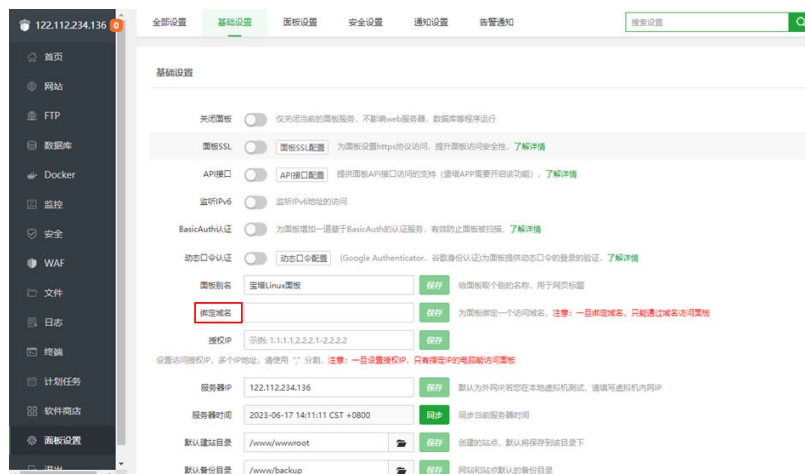 122.112.234.136 0
全部设置 基础设置 面板设置 安全设置 通知设置 告警通知 搜索设置
首页
网站
FTP
数据库
Docker
监控
安全
WAF
文件
日志
终端
计划任务
软件商店
面板设置
退出
基础设置
关闭面板 仅关闭当前的面板服务，不影响web服务器，数据库等程序运行
面板SSL 面板SSL配置 为面板设置https协议访问，提升面板访问安全性，了解详情
API接口 API接口配置 提供面板API接口访问的支持（堡塔APP需要开启该功能），了解详情
监听IPv6 监听IPv6地址的访问
BasicAuth认证 为面板增加一道基于BasicAuth的认证服务，有效防止面板被扫描，了解详情
动态口令认证 动态口令配置 (Google Authenticator，谷歌身份认证)为面板提供动态口令的登录的验证，了解详情
面板别名 宝塔Linux面板 保存 给面板取个别的名称，用于网页标题
绑定域名 保存 为面板绑定一个访问域名，注意：一旦绑定域名，只能通过域名访问面板
授权IP 示例: 1.1.1.1,2.2.2.1-2.2.2.2 保存
设置访问授权IP，多个IP地址，请使用 "," 分割，注意：一旦设置授权IP，只有指定IP的电脑能访问面板
服务器IP 122.112.234.136 保存 默认为外网IP,若您在本地虚拟机测试，请填写虚拟机内网IP
服务器时间 2023-06-17 14:11:11 CST +0800 同步 同步当前服务器时间
默认建站目录 /www/wwwroot 保存 创建的站点，默认将保存到该目录下
默认备份目录 /www/backup 保存 网站和站点默认的备份目录